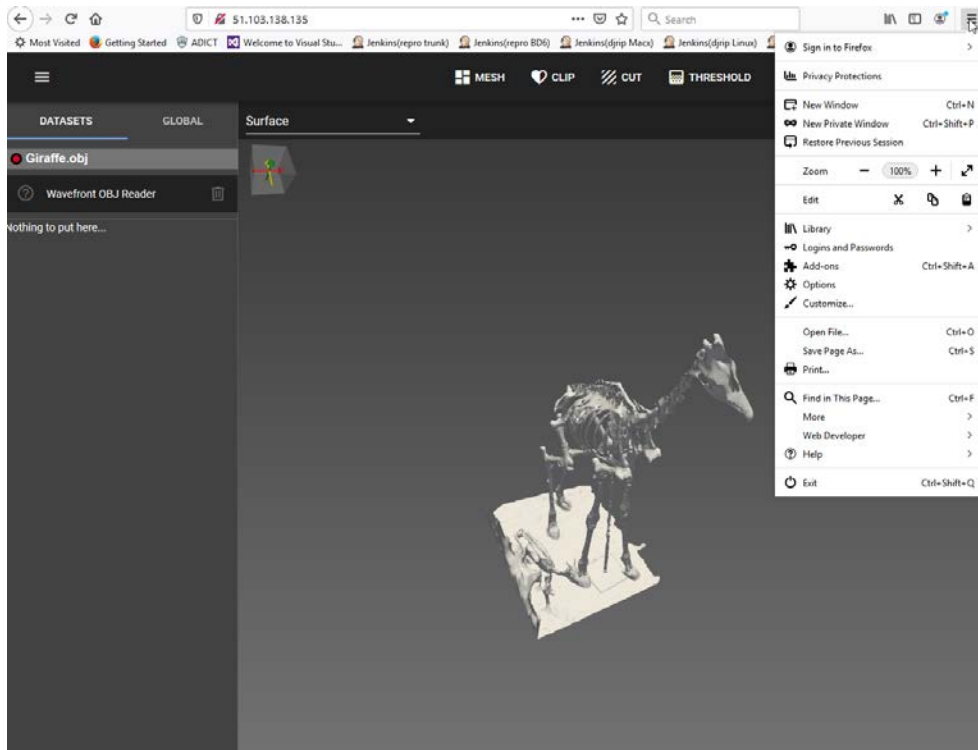 51.103.138.135
Search
Most Visited Getting Started ADICT Welcome to Visual Stu... Jenkins(repro trunk) Jenkins(repro BD6) Jenkins(djrip Macx) Jenkins(djrip Linux)
MESH CLIP CUT THRESHOLD
DATASETS GLOBAL
Surface
Giraffe.obj
Wavefront OBJ Reader
Nothing to put here...
Sign in to Firefox
Privacy Protections
New Window Ctrl+N
New Private Window Ctrl+Shift+P
Restore Previous Session
Zoom 100%
Edit
Library
Logins and Passwords
Add-ons Ctrl+Shift+A
Options
Customize...
Open File... Ctrl+O
Save Page As... Ctrl+S
Print...
Find in This Page... Ctrl+F
More
Web Developer
Help
Exit Ctrl+Shift+Q